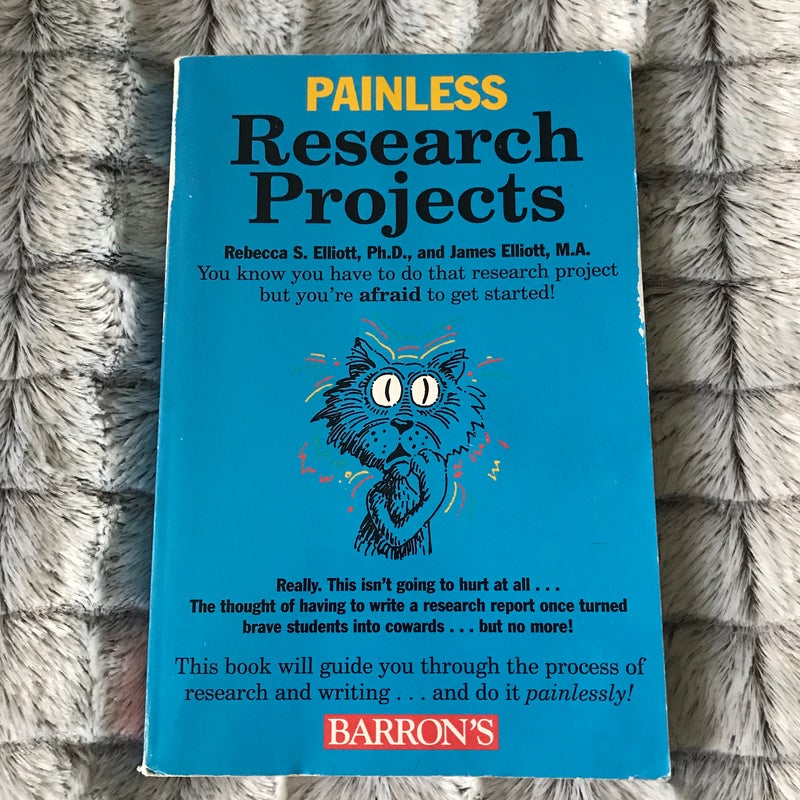 PAINLESS
Research
Projects
Rebecca S. Elliott, Ph.D., and James Elliott, M.A.
You know you have to do that research project
but you're afraid to get started!
Really. This isn't going to hurt at all . . .
The thought of having to write a research report once turned
brave students into cowards . . . but no more!
This book will guide you through the process of
research and writing . . . and do it painlessly!
BARRON'S